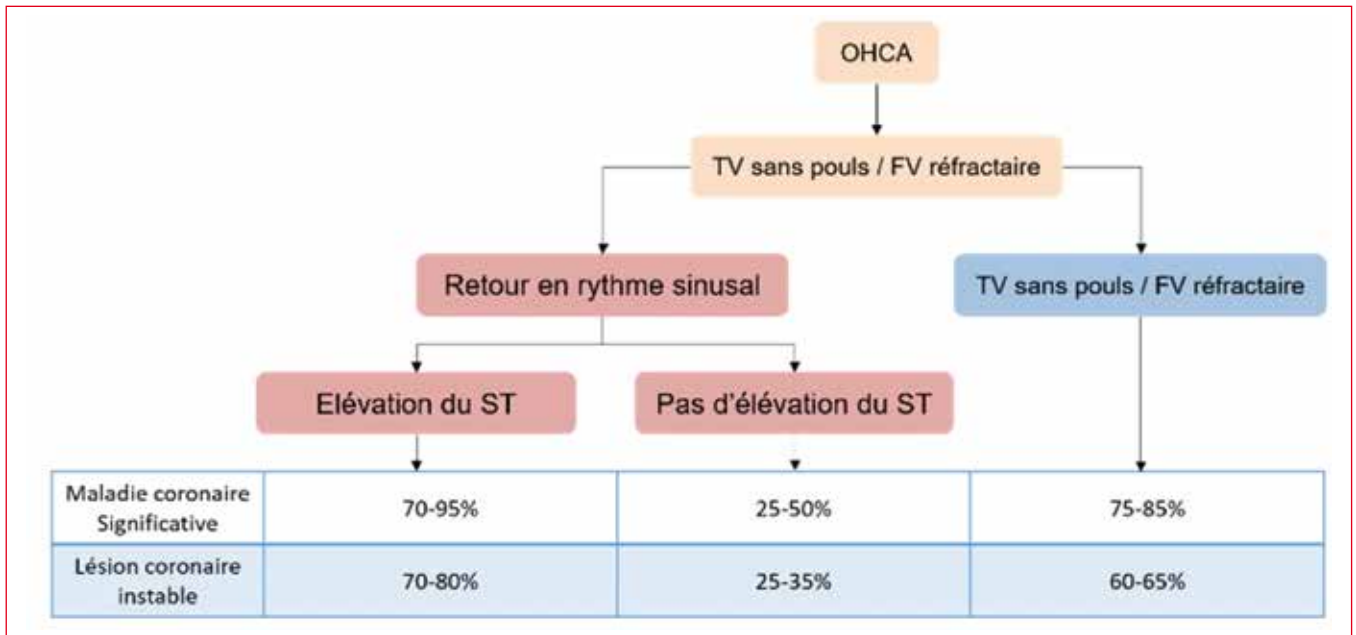 OHCA
TV sans pouls / FV réfractaire
Retour en rythme sinusal
TV sans pouls / FV réfractaire
Elévation du ST
Pas d'élévation du ST
Maladie coronaire
Significative
70-95%
25-50%
75-85%
Lésion coronaire
instable
70-80%
25-35%
60-65%